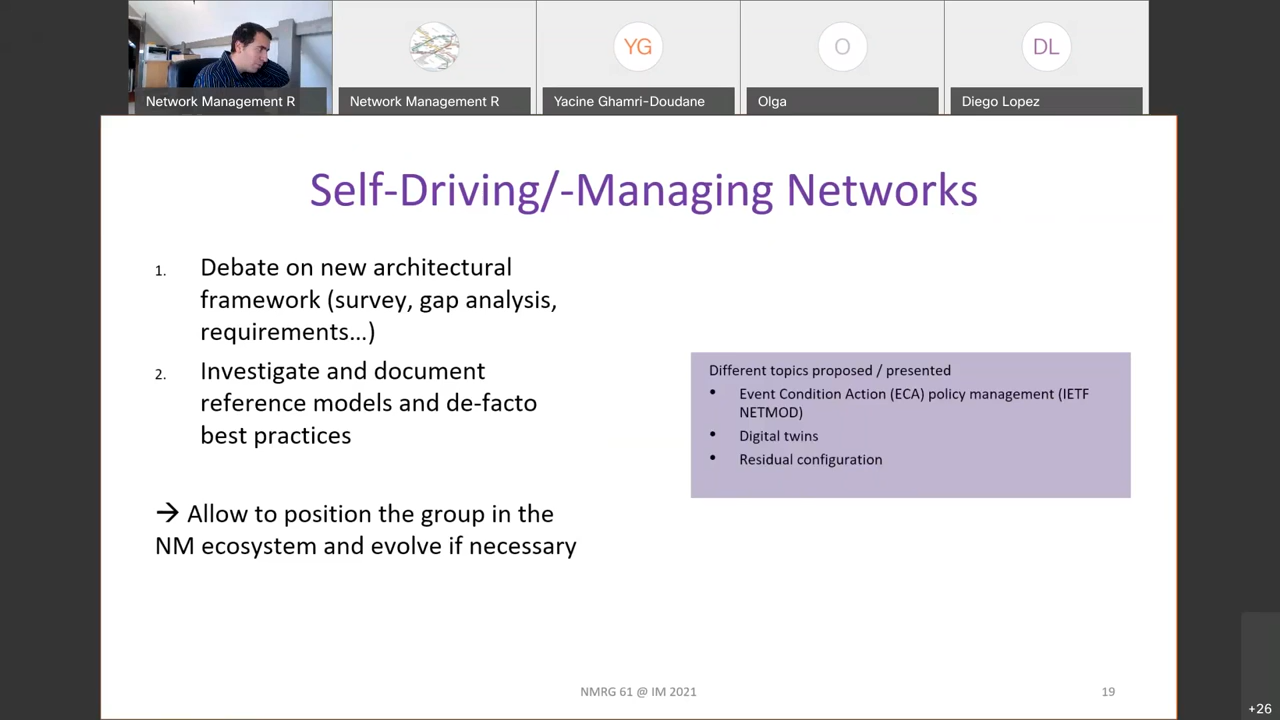 YG
O
DL
Network Management R
Network Management R
Yacine Ghamri-Doudane
Olga
Diego Lopez
Self-Driving/-Managing Networks
1. Debate on new architectural
framework (survey, gap analysis,
requirements...)
2. Investigate and document
reference models and de-facto
best practices
→ Allow to position the group in the
NM ecosystem and evolve if necessary
Different topics proposed / presented
• Event Condition Action (ECA) policy management (IETF
NETMOD)
• Digital twins
• Residual configuration
NMRG 61 @ IM 2021
19
+26